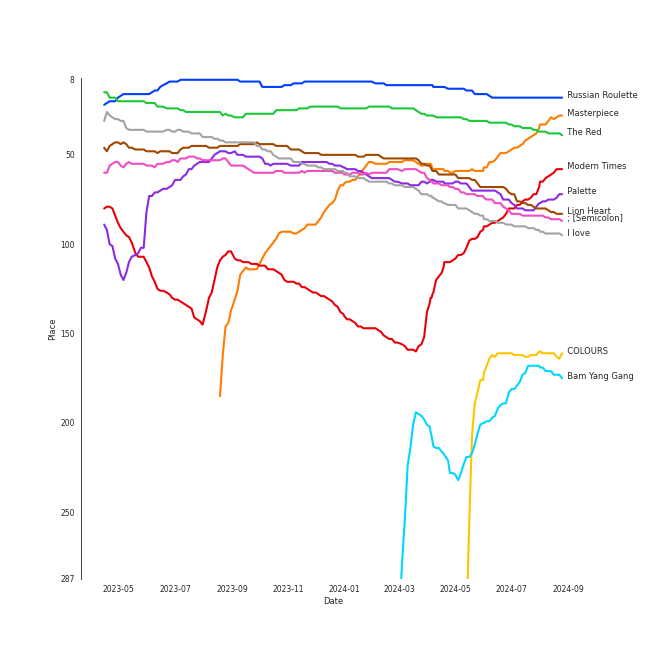 8
50
100
150
200
250
287
Place
2023-05
2023-07
2023-09
2023-11
2024-01
2024-03
2024-05
2024-07
2024-09
Date
Russian Roulette
Masterpiece
The Red
Modern Times
Palette
Lion Heart
; [Semicolon]
I love
COLOURS
Bam Yang Gang